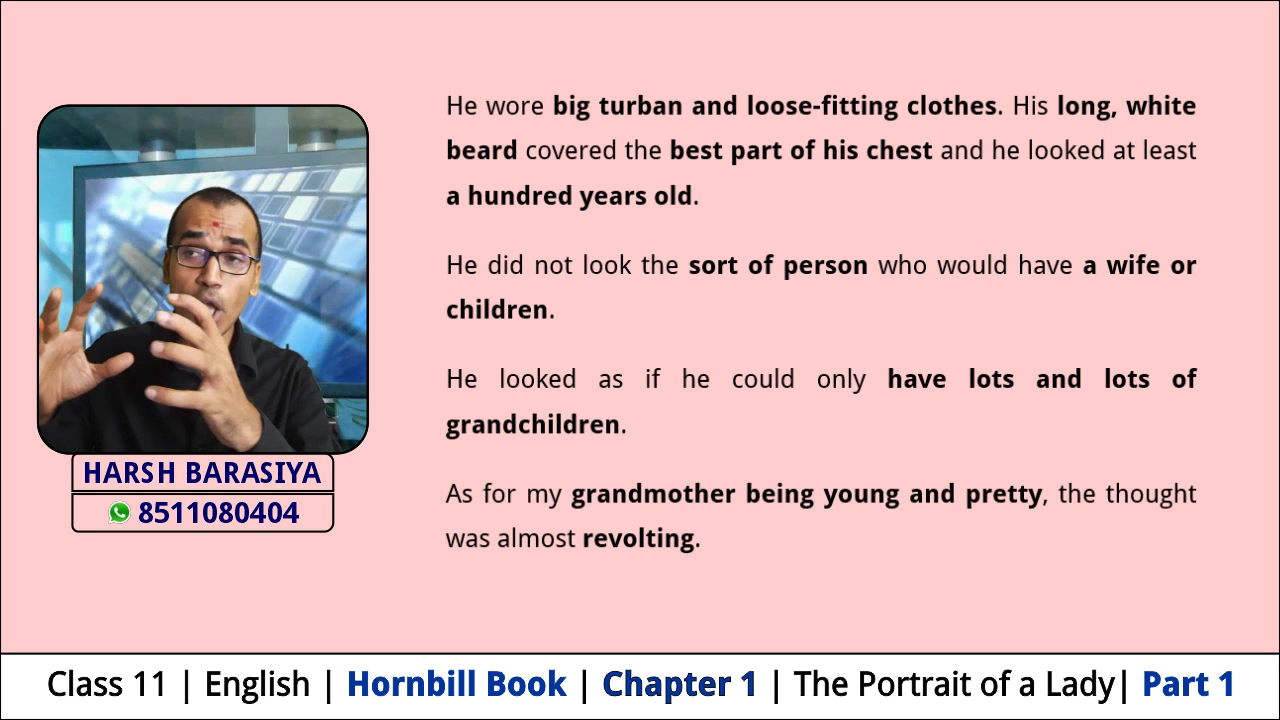 He wore big turban and loose-fitting clothes. His long, white
beard covered the best part of his chest and he looked at least
a hundred years old.
He did not look the sort of person who would have a wife or
children.
He looked as if he could only have lots and lots of
grandchildren.
As for my grandmother being young and pretty, the thought
was almost revolting.
HARSH BARASIYA
8511080404
Class 11 | English | Hornbill Book | Chapter 1 | The Portrait of a Lady| Part 1